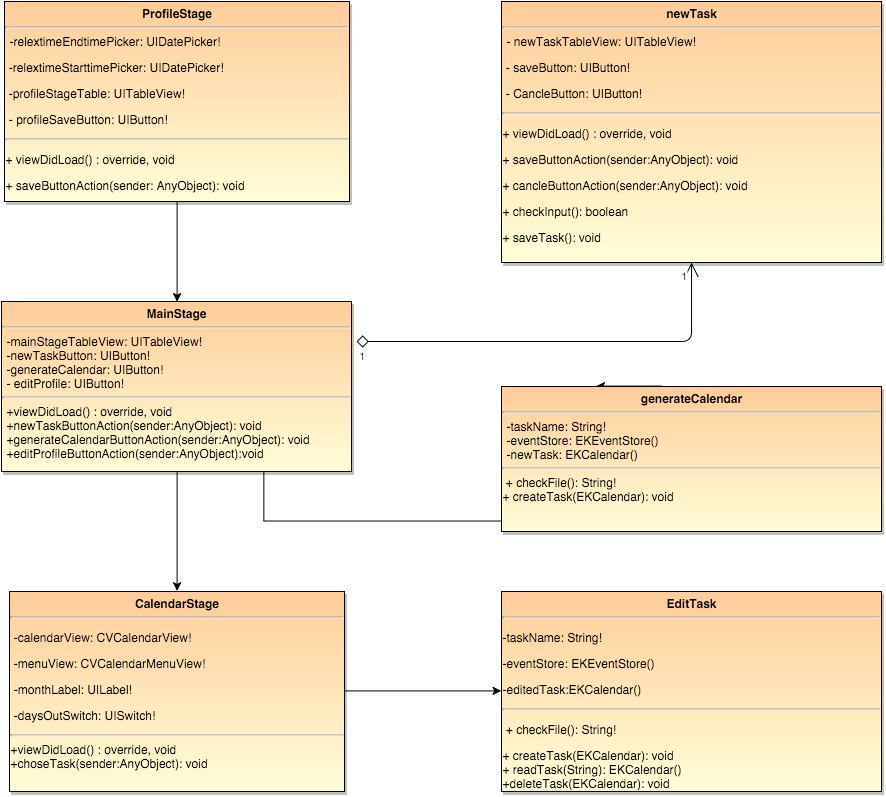 ProfileStage
-relextimeEndtimePicker: UIDatePicker!
-relextimeStarttimePicker: UIDatePicker!
-profileStageTable: UITableView!
- profileSaveButton: UIButton!
+ viewDidLoad() : override, void
+ saveButtonAction(sender: AnyObject): void
newTask
- newTaskTableView: UITableView!
- saveButton: UIButton!
- CancleButton: UIButton!
+ viewDidLoad() : override, void
+ saveButtonAction(sender:AnyObject): void
+ cancleButtonAction(sender:AnyObject): void
+ checkInput(): boolean
+ saveTask(): void
1
MainStage
-mainStageTableView: UITableView!
-newTaskButton: UIButton!
-generateCalendar: UIButton!
- editProfile: UIButton!
+viewDidLoad() : override, void
+newTaskButtonAction(sender:AnyObject): void
+generateCalendarButtonAction(sender:AnyObject): void
+editProfileButtonAction(sender:AnyObject):void
1
generateCalendar
-taskName: String!
-eventStore: EKEventStore()
-newTask: EKCalendar()
+ checkFile(): String!
+ createTask(EKCalendar): void
CalendarStage
-calendarView: CVCalendarView!
-menuView: CVCalendarMenuView!
-monthLabel: UILabel!
-daysOutSwitch: UISwitch!
+viewDidLoad() : override, void
+choseTask(sender:AnyObject): void
EditTask
-taskName: String!
-eventStore: EKEventStore()
-editedTask:EKCalendar()
+ checkFile(): String!
+ createTask(EKCalendar): void
+ readTask(String): EKCalendar()
+deleteTask(EKCalendar): void